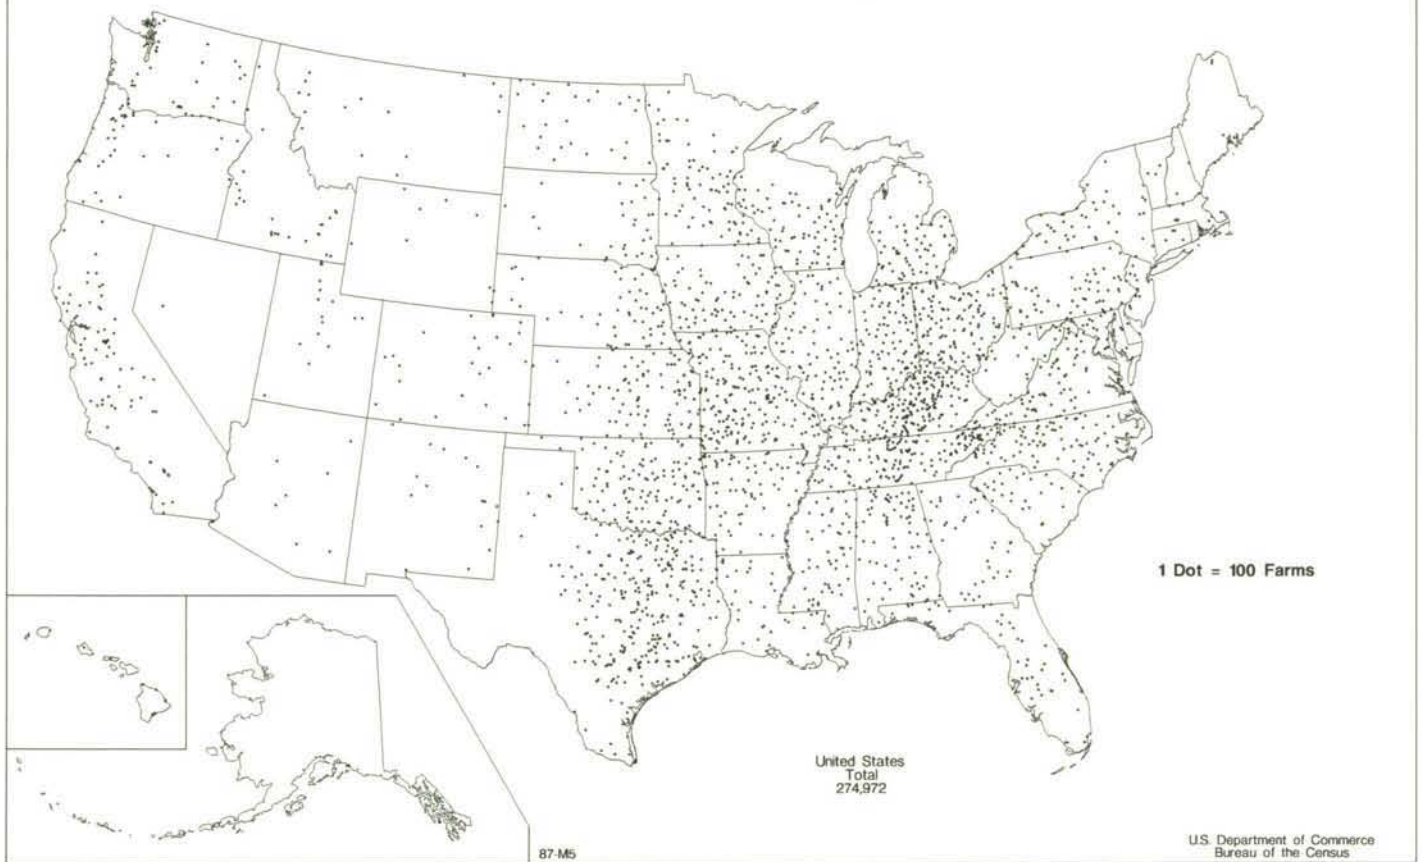 1 Dot = 100 Farms
United States
Total
274,972
87-M5
U.S. Department of Commerce
Bureau of the Census